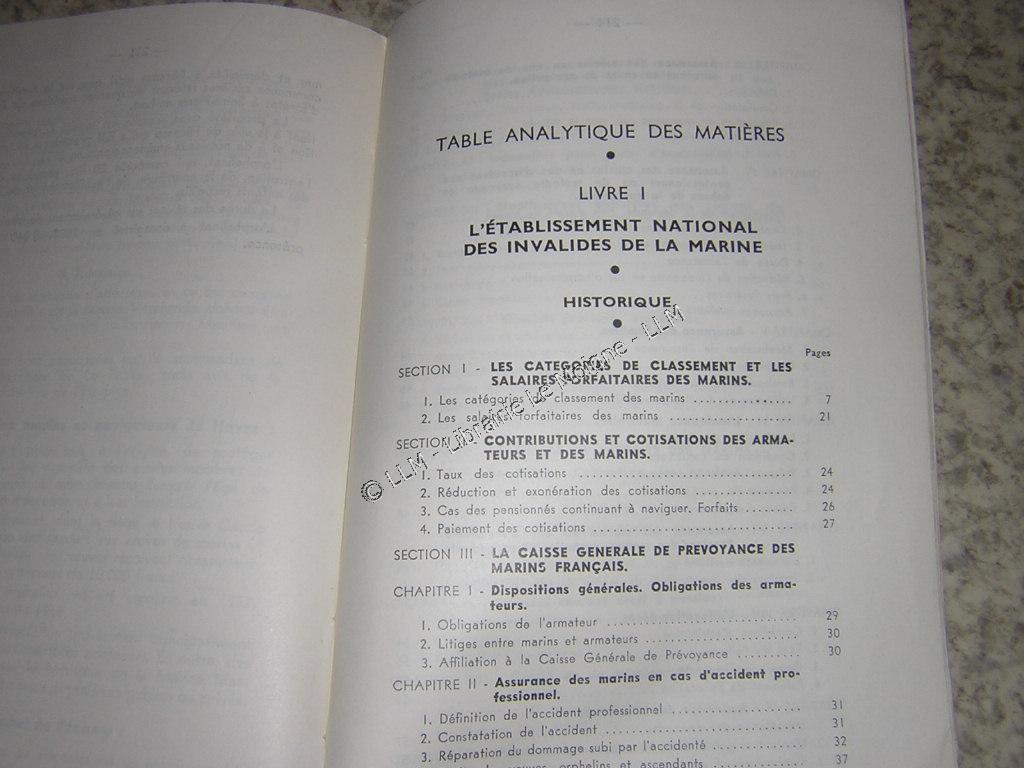 TABLE ANALYTIQUE DES MATIÈRES
LIVRE I
L'ÉTABLISSEMENT NATIONAL
DES INVALIDES DE LA MARINE
HISTORIQUE
Pages
SECTION I - LES CATEGORIES DE CLASSEMENT ET LES
SALAIRES FORFAITAIRES DES MARINS.
1. Les catégories de classement des marins 7
2. Les salaires forfaitaires des marins 21
SECTION CONTRIBUTIONS ET COTISATIONS DES ARMA-
TEURS ET DES MARINS.
1. Taux des cotisations 24
2. Réduction et exonération des cotisations 24
3. Cas des pensionnés continuant à naviguer. Forfaits 26
4. Paiement des cotisations 27
SECTION III - LA CAISSE GENERALE DE PREVOYANCE DES
MARINS FRANÇAIS.
CHAPITRE I - Dispositions générales. Obligations des arma-
teurs.
1. Obligations de l'armateur 29
2. Litiges entre marins et armateurs 30
3. Affiliation à la Caisse Générale de Prévoyance 30
CHAPITRE II - Assurance des marins en cas d'accident pro-
fessionnel.
1. Définition de l'accident professionnel 31
2. Constatation de l'accident 31
3. Réparation du dommage subi par l'accidenté 32
orphelins et ascendants 37
© LLM - Librairie Le Moigne - LLM